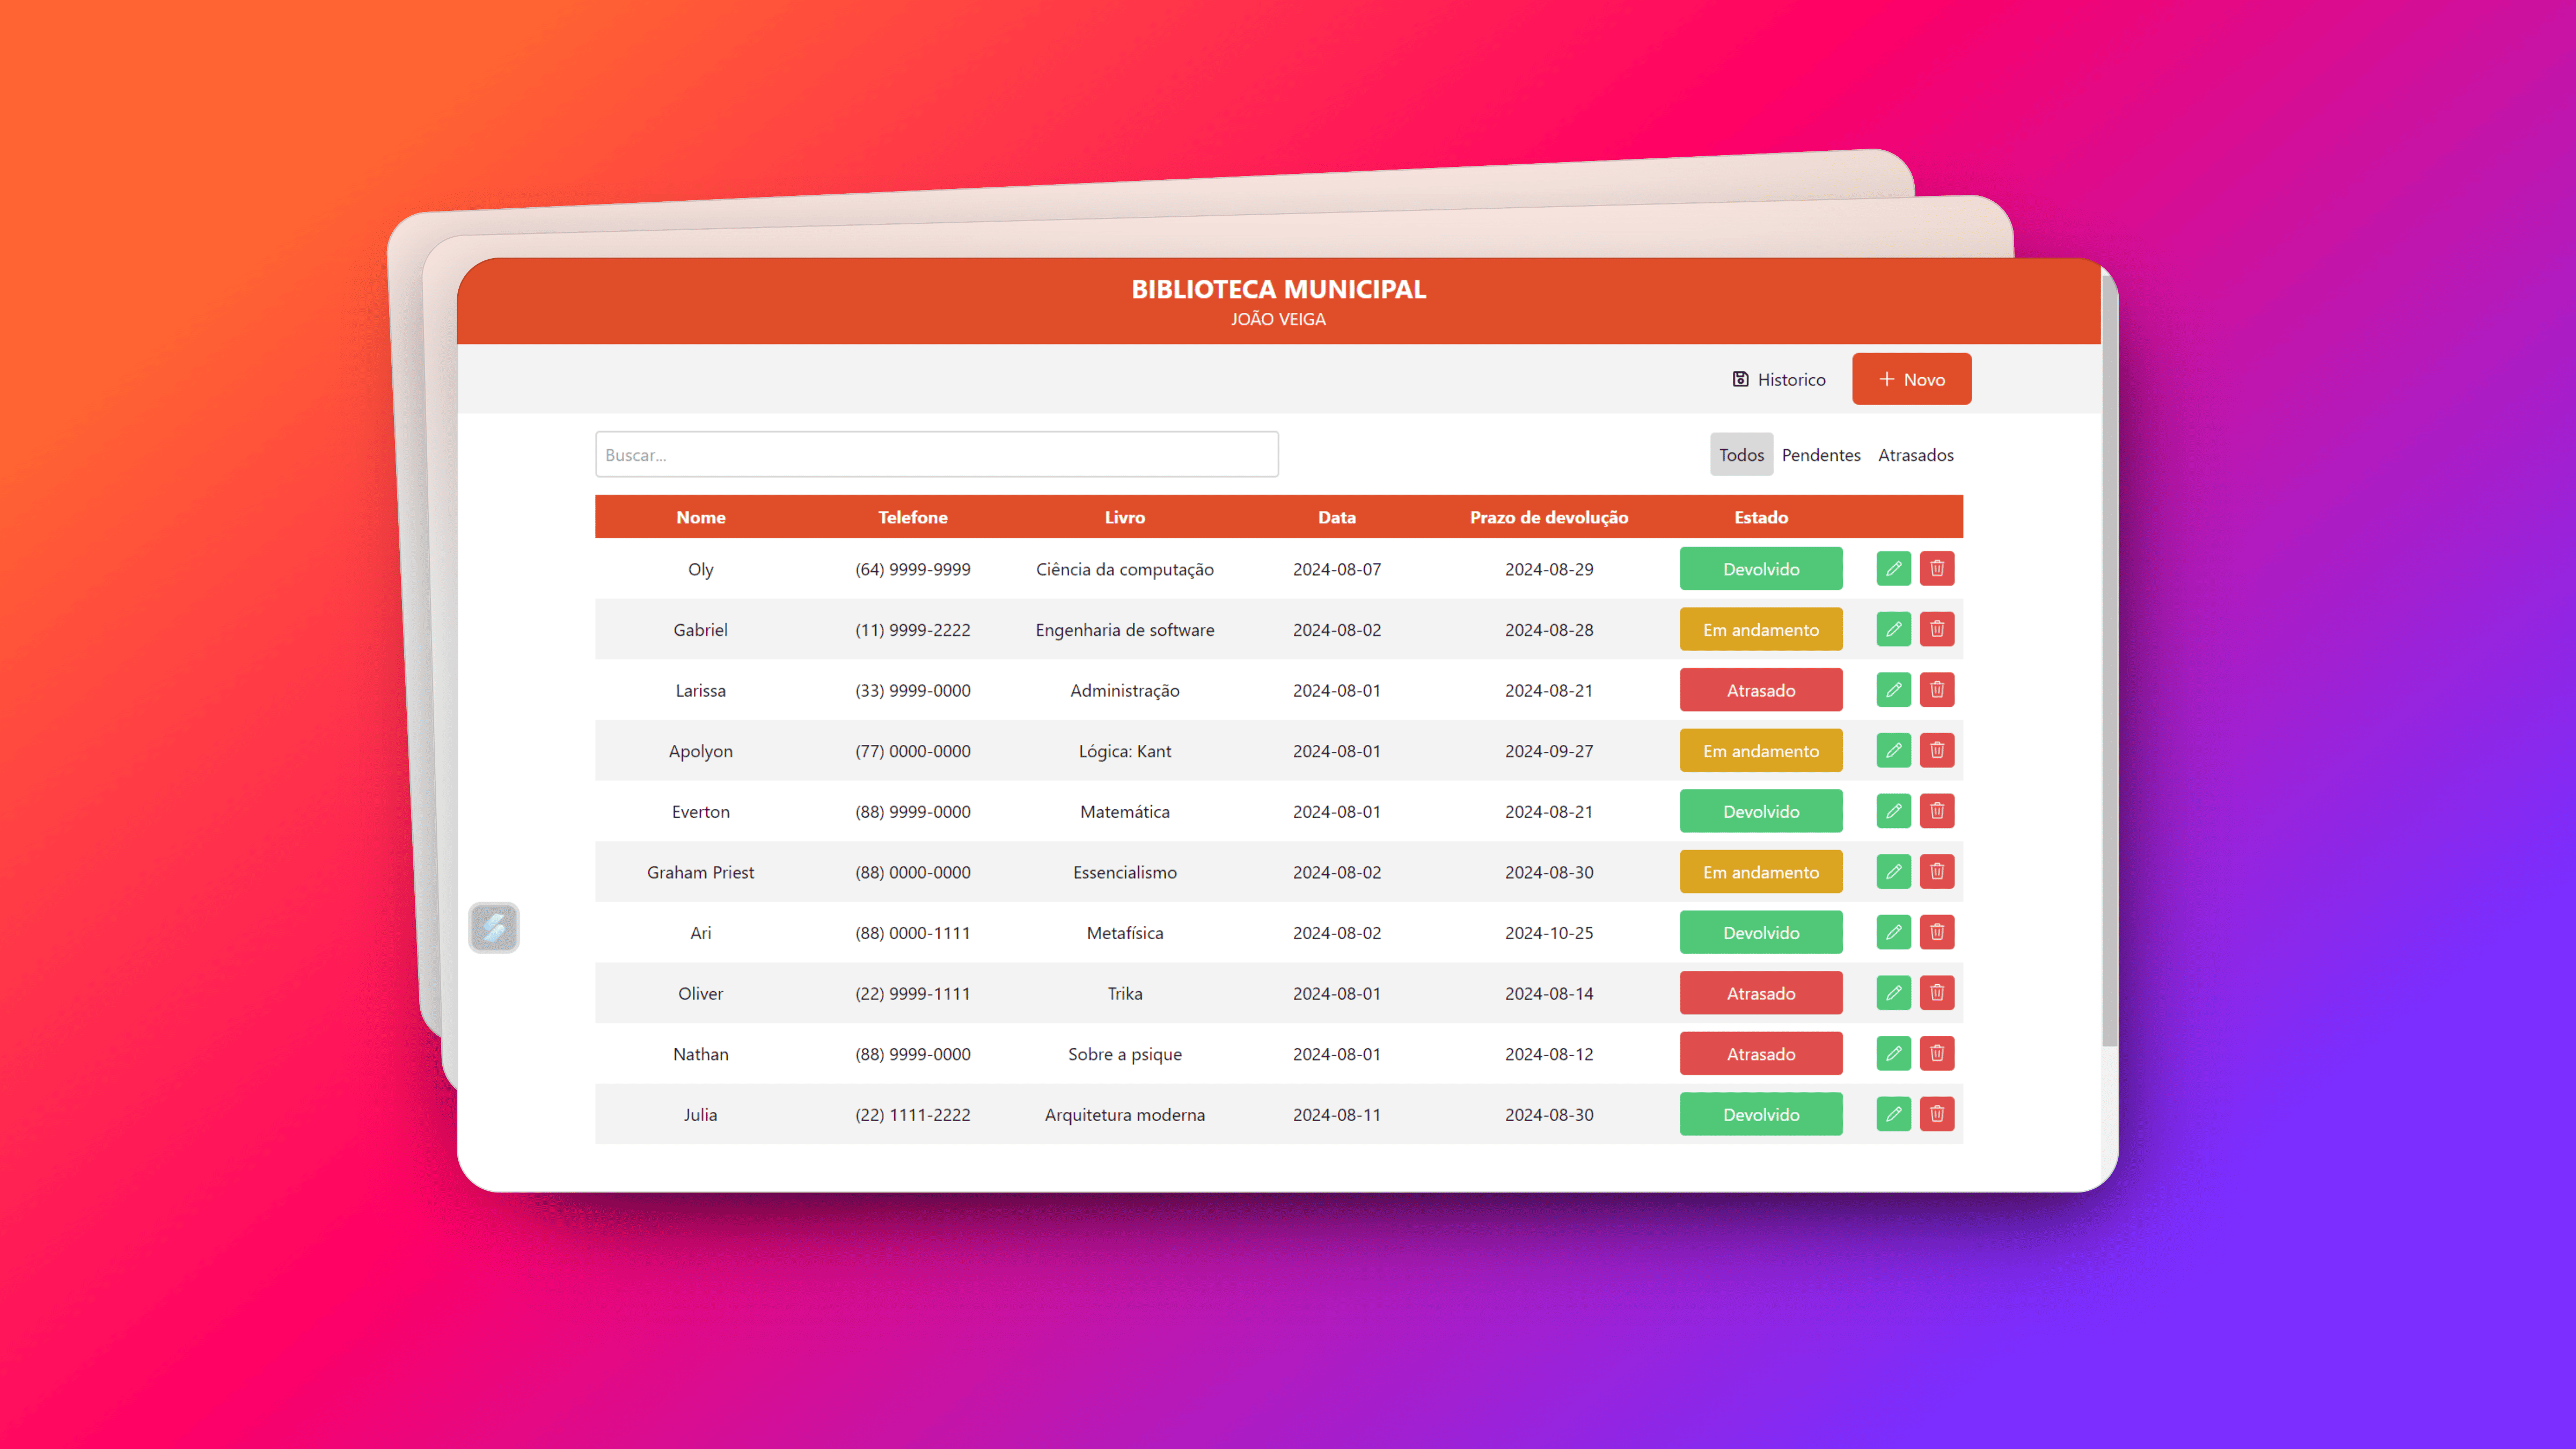 BIBLIOTECA MUNICIPAL
JOÃO VEIGA
Historico + Novo
Buscar... Todos Pendentes Atrasados
Nome Telefone Livro Data Prazo de devolução Estado
Oly (64) 9999-9999 Ciência da computação 2024-08-07 2024-08-29 Devolvido
Gabriel (11) 9999-2222 Engenharia de software 2024-08-02 2024-08-28 Em andamento
Larissa (33) 9999-0000 Administração 2024-08-01 2024-08-21 Atrasado
Apolyon (77) 0000-0000 Lógica: Kant 2024-08-01 2024-09-27 Em andamento
Everton (88) 9999-0000 Matemática 2024-08-01 2024-08-21 Devolvido
Graham Priest (88) 0000-0000 Essencialismo 2024-08-02 2024-08-30 Em andamento
Ari (88) 0000-1111 Metafísica 2024-08-02 2024-10-25 Devolvido
Oliver (22) 9999-1111 Trika 2024-08-01 2024-08-14 Atrasado
Nathan (88) 9999-0000 Sobre a psique 2024-08-01 2024-08-12 Atrasado
Julia (22) 1111-2222 Arquitetura moderna 2024-08-11 2024-08-30 Devolvido